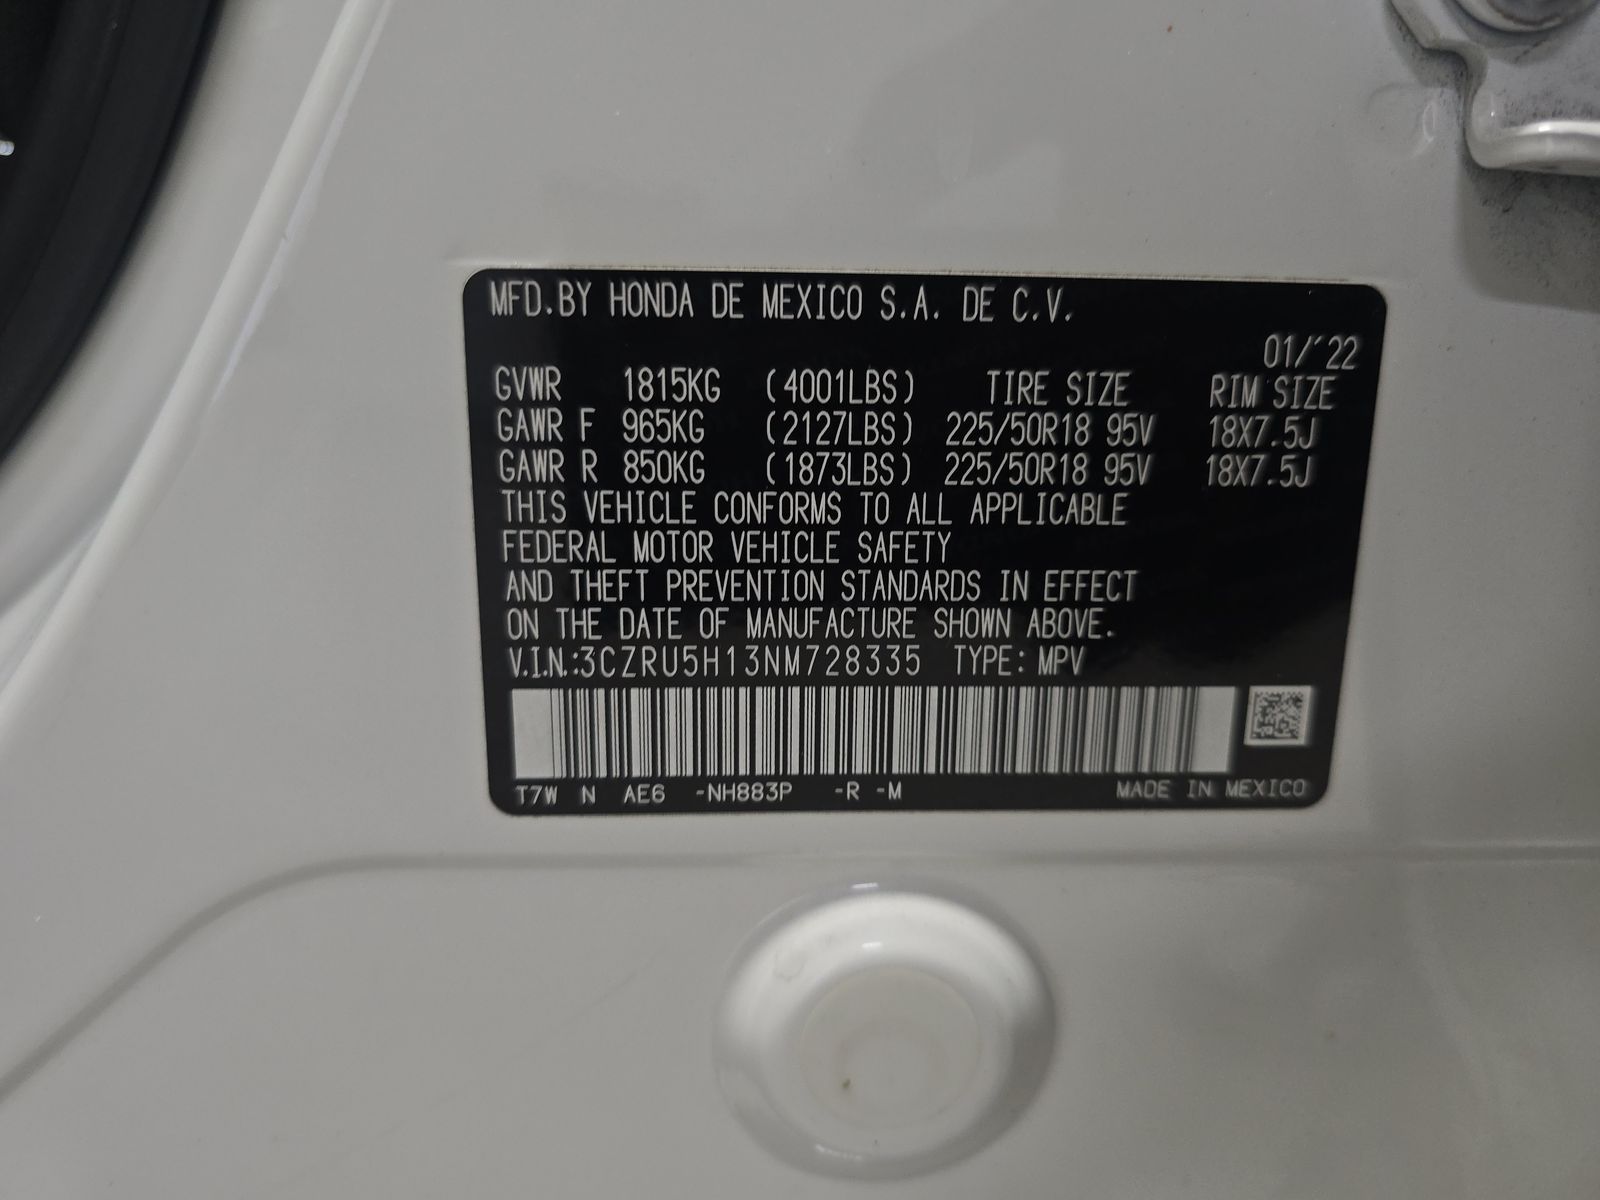 MFD.BY HONDA DE MEXICO S.A. DE C.V.
01/'22
GVWR 1815KG (4001LBS) TIRE SIZE RIM SIZE
GAWR F 965KG (2127LBS) 225/50R18 95V 18X7.5J
GAWR R 850KG (1873LBS) 225/50R18 95V 18X7.5J
THIS VEHICLE CONFORMS TO ALL APPLICABLE
FEDERAL MOTOR VEHICLE SAFETY
AND THEFT PREVENTION STANDARDS IN EFFECT
ON THE DATE OF MANUFACTURE SHOWN ABOVE.
V.I.N.:3CZRU5H13NM728335 TYPE: MPV
T7W N AE6 -NH883P -R -M MADE IN MEXICO